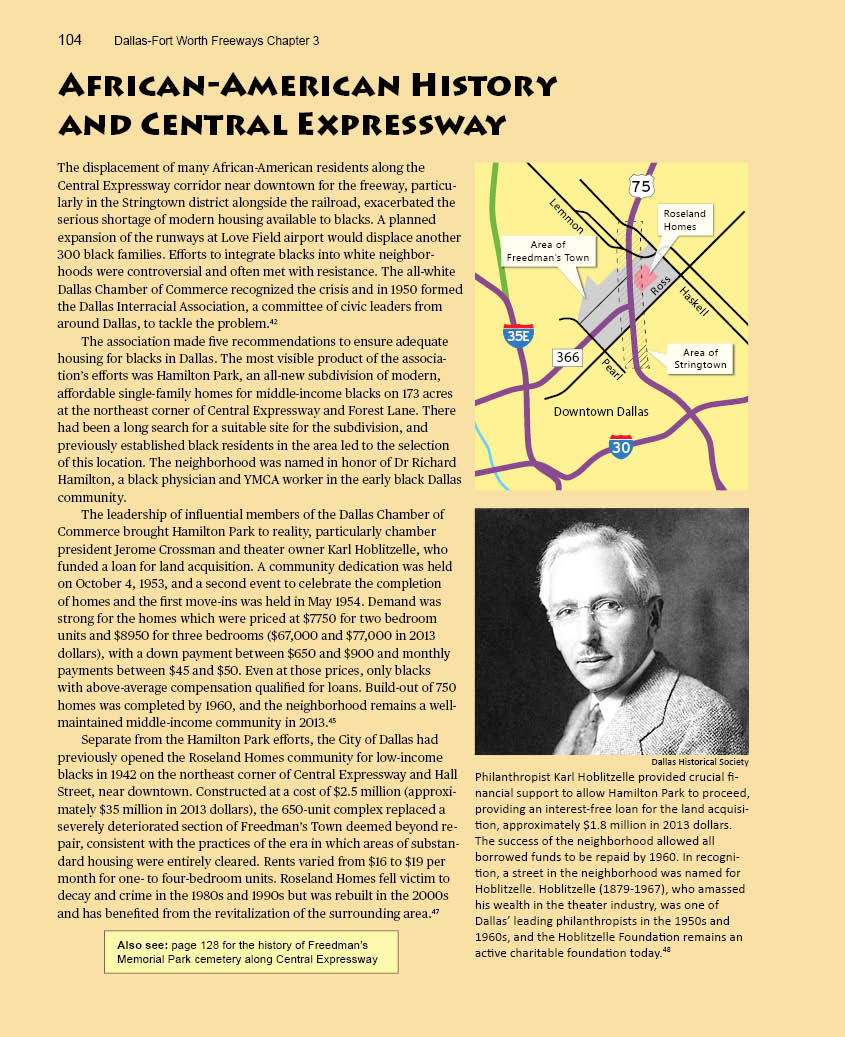 104 Dallas-Fort Worth Freeways Chapter 3
AFRICAN-AMERICAN HISTORY
AND CENTRAL EXPRESSWAY
The displacement of many African-American residents along the
Central Expressway corridor near downtown for the freeway, particu-
larly in the Stringtown district alongside the railroad, exacerbated the
serious shortage of modern housing available to blacks. A planned
expansion of the runways at Love Field airport would displace another
300 black families. Efforts to integrate blacks into white neighbor-
hoods were controversial and often met with resistance. The all-white
Dallas Chamber of Commerce recognized the crisis and in 1950 formed
the Dallas Interracial Association, a committee of civic leaders from
around Dallas, to tackle the problem.⁴²
The association made five recommendations to ensure adequate
housing for blacks in Dallas. The most visible product of the associa-
tion's efforts was Hamilton Park, an all-new subdivision of modern,
affordable single-family homes for middle-income blacks on 173 acres
at the northeast corner of Central Expressway and Forest Lane. There
had been a long search for a suitable site for the subdivision, and
previously established black residents in the area led to the selection
of this location. The neighborhood was named in honor of Dr Richard
Hamilton, a black physician and YMCA worker in the early black Dallas
community.
The leadership of influential members of the Dallas Chamber of
Commerce brought Hamilton Park to reality, particularly chamber
president Jerome Crossman and theater owner Karl Hoblitzelle, who
funded a loan for land acquisition. A community dedication was held
on October 4, 1953, and a second event to celebrate the completion
of homes and the first move-ins was held in May 1954. Demand was
strong for the homes which were priced at $7750 for two bedroom
units and $8950 for three bedrooms ($67,000 and $77,000 in 2013
dollars), with a down payment between $650 and $900 and monthly
payments between $45 and $50. Even at those prices, only blacks
with above-average compensation qualified for loans. Build-out of 750
homes was completed by 1960, and the neighborhood remains a well-
maintained middle-income community in 2013.⁴⁵
Separate from the Hamilton Park efforts, the City of Dallas had
previously opened the Roseland Homes community for low-income
blacks in 1942 on the northeast corner of Central Expressway and Hall
Street, near downtown. Constructed at a cost of $2.5 million (approxi-
mately $35 million in 2013 dollars), the 650-unit complex replaced a
severely deteriorated section of Freedman's Town deemed beyond re-
pair, consistent with the practices of the era in which areas of substan-
dard housing were entirely cleared. Rents varied from $16 to $19 per
month for one- to four-bedroom units. Roseland Homes fell victim to
decay and crime in the 1980s and 1990s but was rebuilt in the 2000s
and has benefited from the revitalization of the surrounding area.⁴⁷
Also see: page 128 for the history of Freedman's
Memorial Park cemetery along Central Expressway
75
Lemmon
Roseland
Homes
Area of
Freedman's Town
Ross
Haskell
35E
366
Pearl
Area of
Stringtown
Downtown Dallas
30
Dallas Historical Society
Philanthropist Karl Hoblitzelle provided crucial fi-
nancial support to allow Hamilton Park to proceed,
providing an interest-free loan for the land acquisi-
tion, approximately $1.8 million in 2013 dollars.
The success of the neighborhood allowed all
borrowed funds to be repaid by 1960. In recogni-
tion, a street in the neighborhood was named for
Hoblitzelle. Hoblitzelle (1879-1967), who amassed
his wealth in the theater industry, was one of
Dallas' leading philanthropists in the 1950s and
1960s, and the Hoblitzelle Foundation remains an
active charitable foundation today.⁴⁸